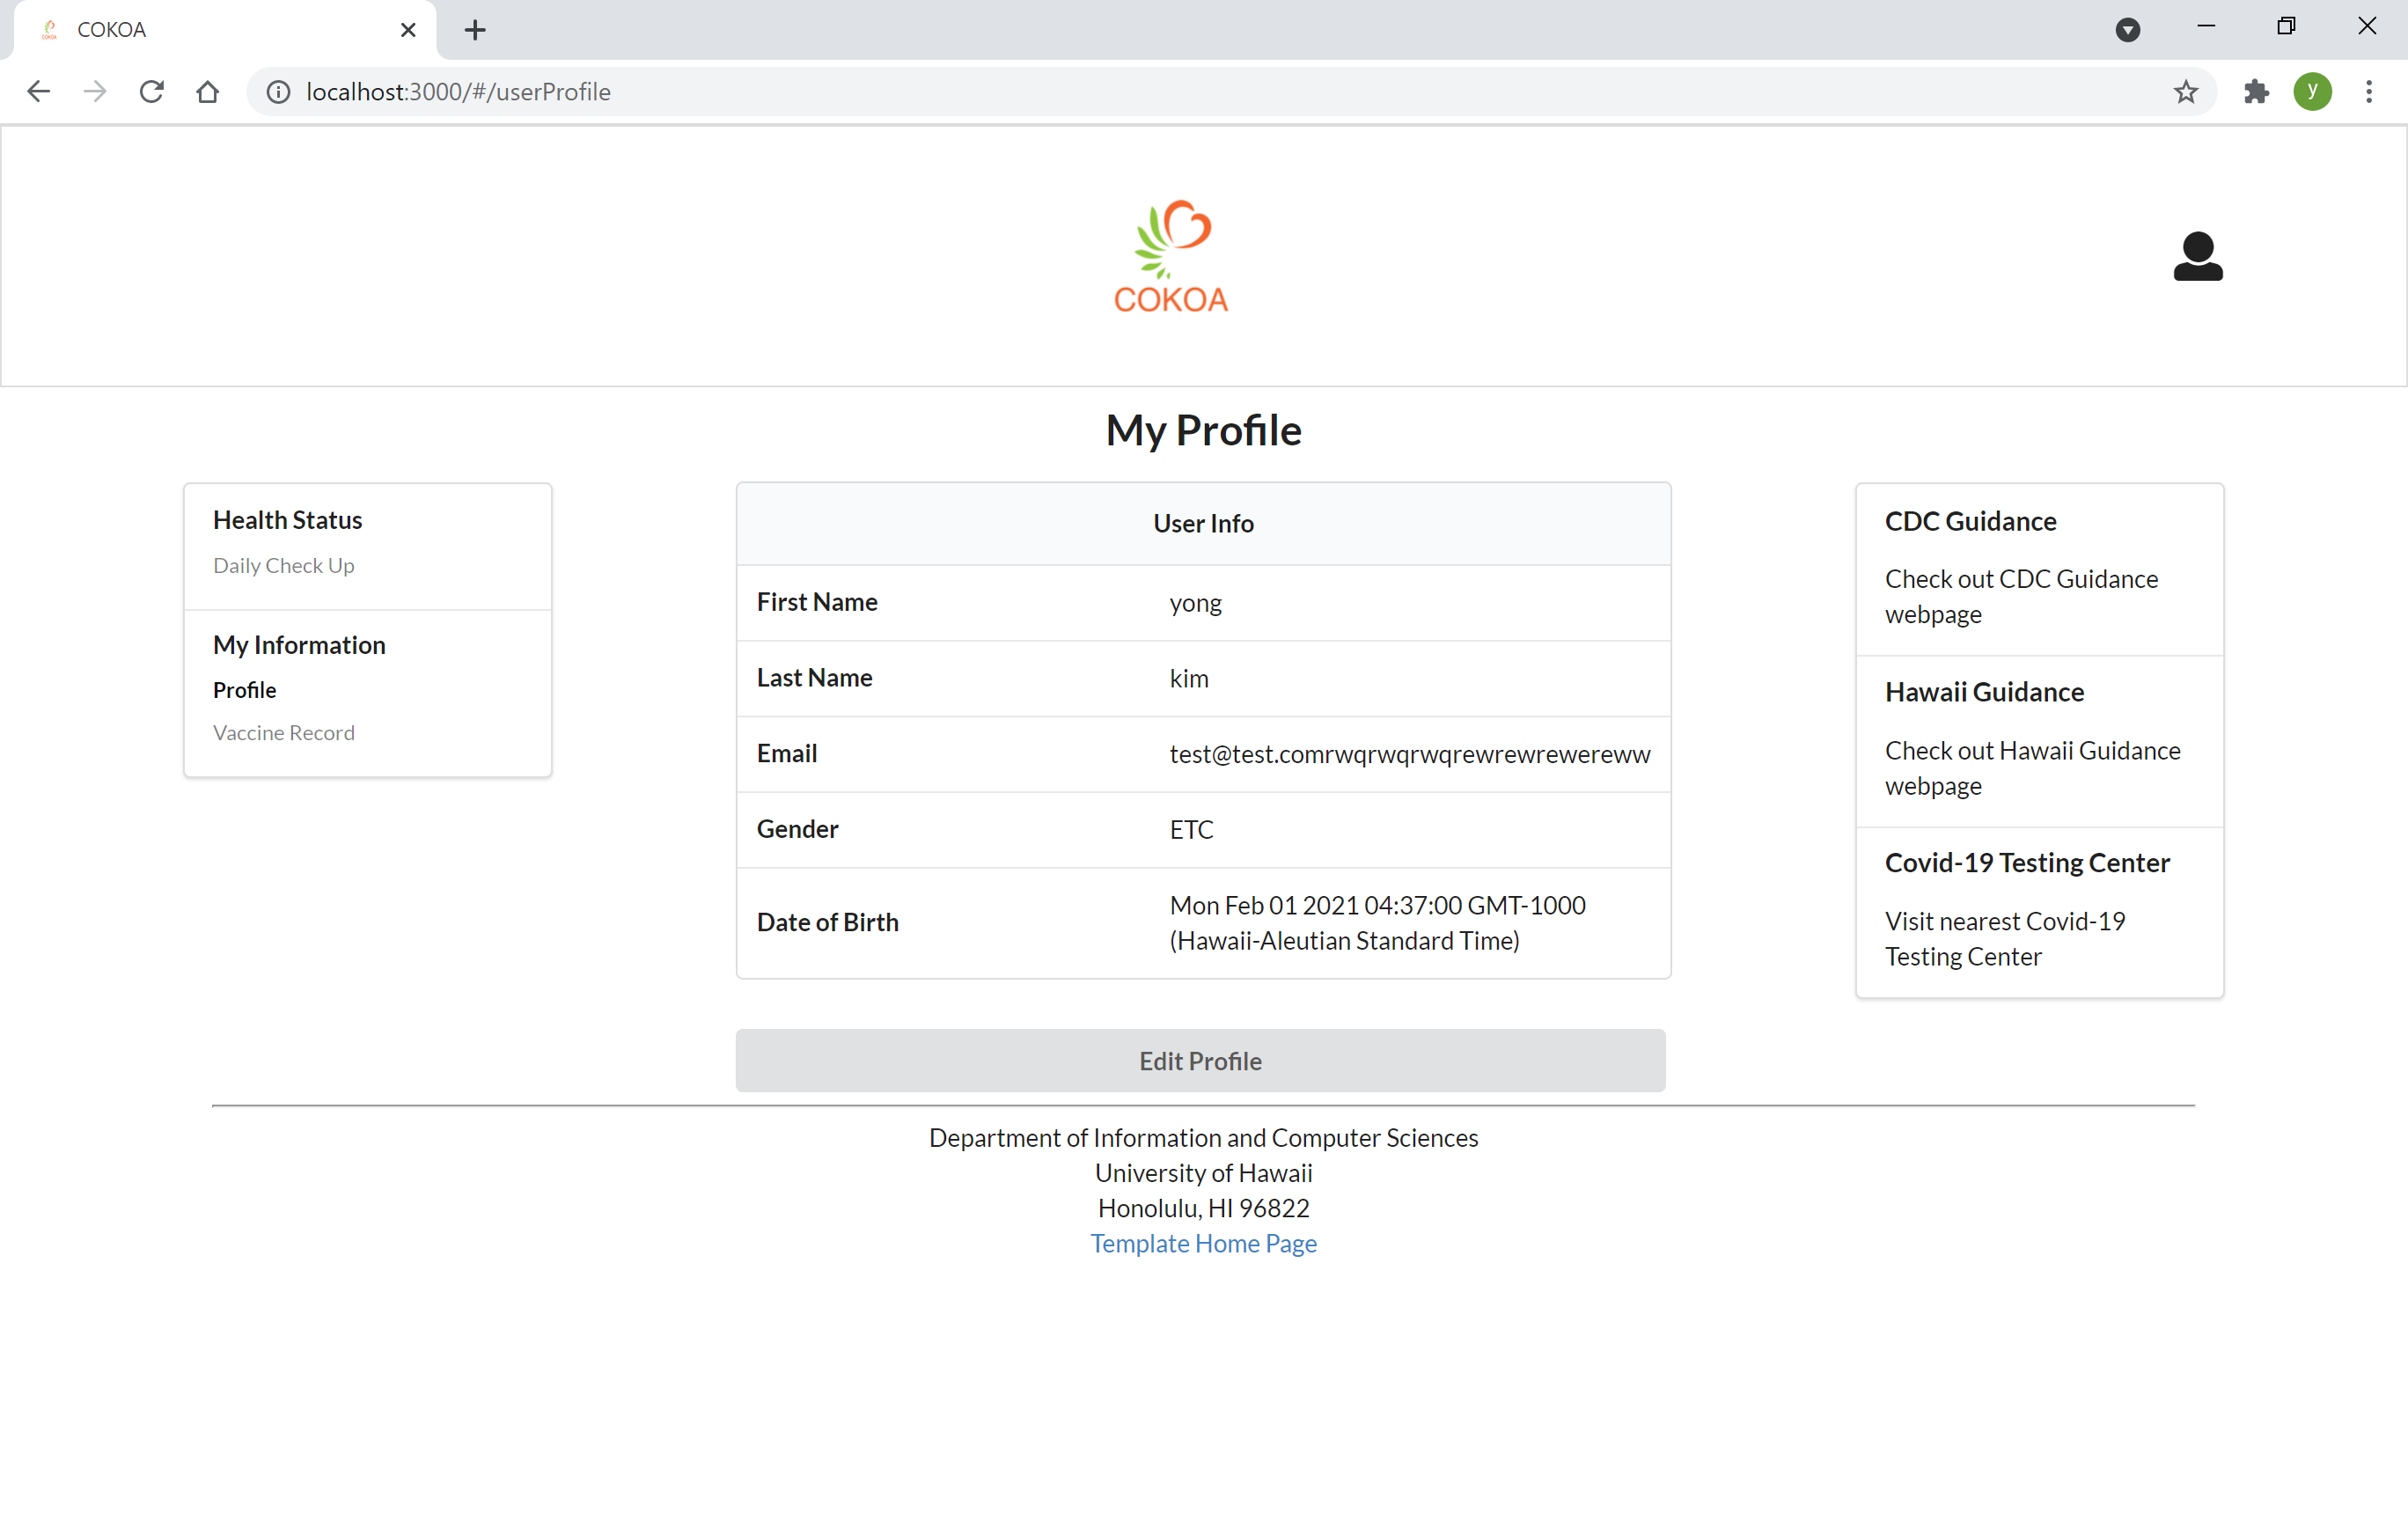 COKOA
localhost:3000/#/userProfile
y
COKOA
My Profile
Health Status
Daily Check Up
My Information
Profile
Vaccine Record
User Info
First Name yong
Last Name kim
Email test@test.comrwqrwqrwqrewrewrewereww
Gender ETC
Date of Birth Mon Feb 01 2021 04:37:00 GMT-1000
(Hawaii-Aleutian Standard Time)
Edit Profile
CDC Guidance
Check out CDC Guidance
webpage
Hawaii Guidance
Check out Hawaii Guidance
webpage
Covid-19 Testing Center
Visit nearest Covid-19
Testing Center
Department of Information and Computer Sciences
University of Hawaii
Honolulu, HI 96822
Template Home Page